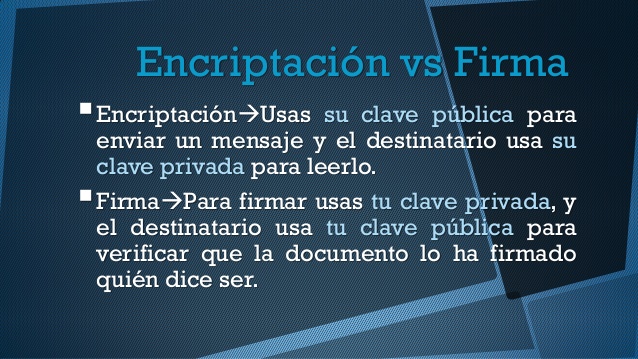 Encriptación vs Firma
▪ Encriptación→Usas su clave pública para
enviar un mensaje y el destinatario usa su
clave privada para leerlo.
▪ Firma→Para firmar usas tu clave privada, y
el destinatario usa tu clave pública para
verificar que la documento lo ha firmado
quién dice ser.